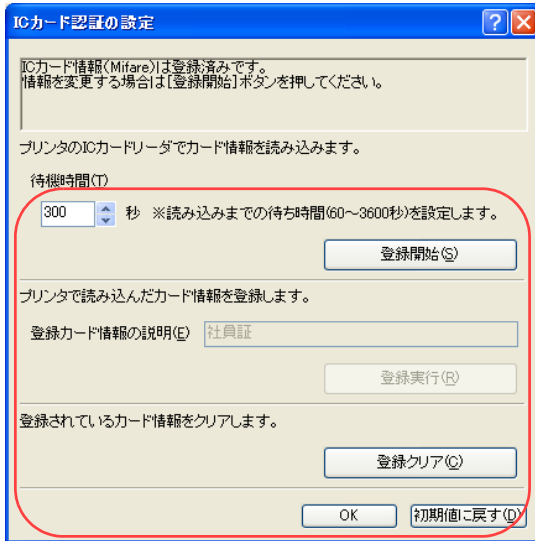 ICカード認証の設定
ICカード情報(Mifare)は登録済みです。
情報を変更する場合は[登録開始]ボタンを押してください。
プリンタのICカードリーダでカード情報を読み込みます。
待機時間(T)
300 秒 ※読み込みまでの待ち時間(60～3600秒)を設定します。
登録開始(S)
プリンタで読み込んだカード情報を登録します。
登録カード情報の説明(E) 社員証
登録実行(R)
登録されているカード情報をクリアします。
登録クリア(C)
OK 初期値に戻す(D)